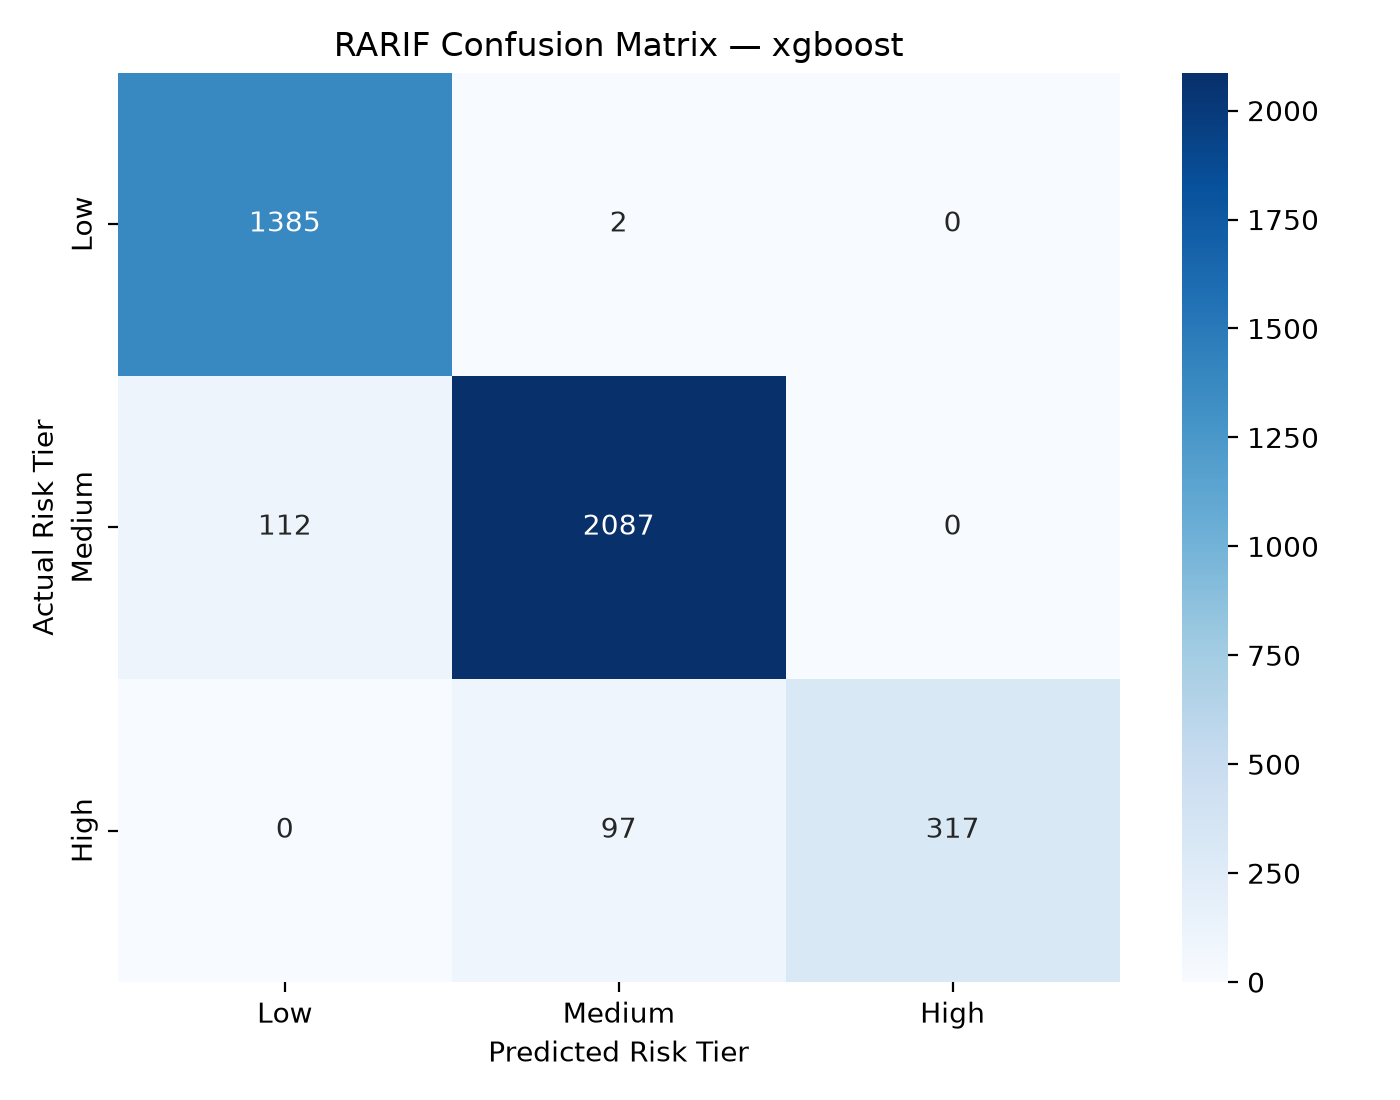 RARIF Confusion Matrix — xgboost
Actual Risk Tier
Low
1385
2
0
Medium
112
2087
0
High
0
97
317
Low
Medium
High
Predicted Risk Tier
2000
1750
1500
1250
1000
750
500
250
0